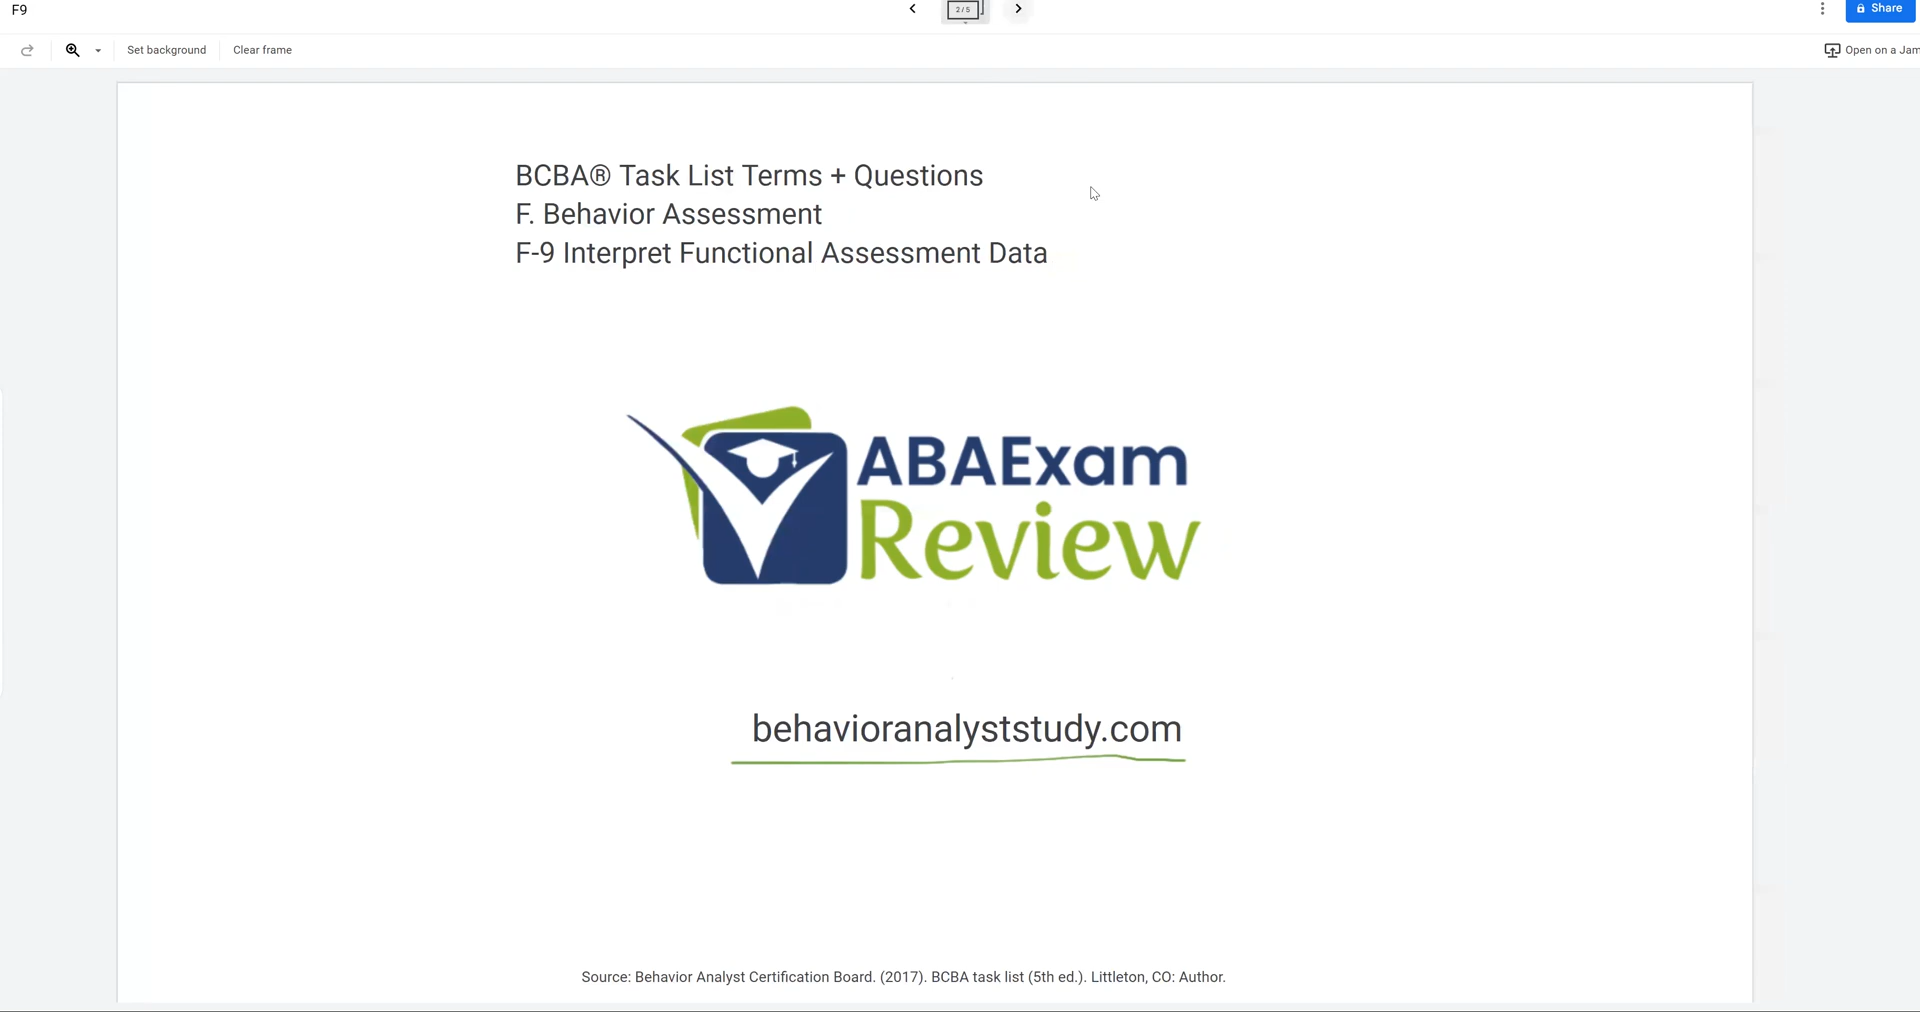 F9
2/5
Share
Set background
Clear frame
Open on a Jam
BCBA® Task List Terms + Questions
F. Behavior Assessment
F-9 Interpret Functional Assessment Data
ABAExam
Review
behavioranalyststudy.com
Source: Behavior Analyst Certification Board. (2017). BCBA task list (5th ed.). Littleton, CO: Author.